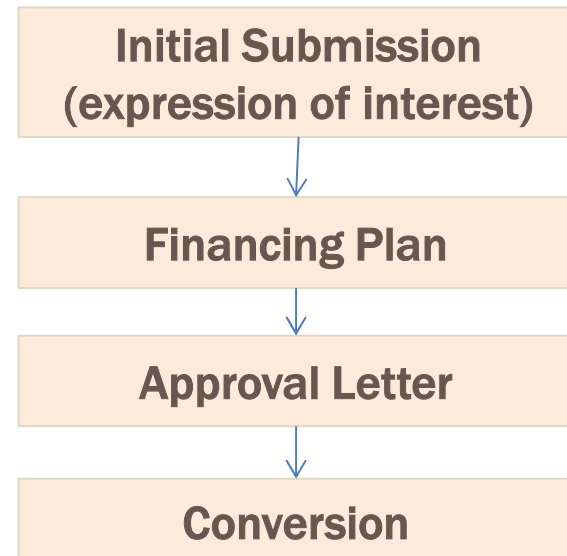 Initial Submission
(expression of interest)
Financing Plan
Approval Letter
Conversion